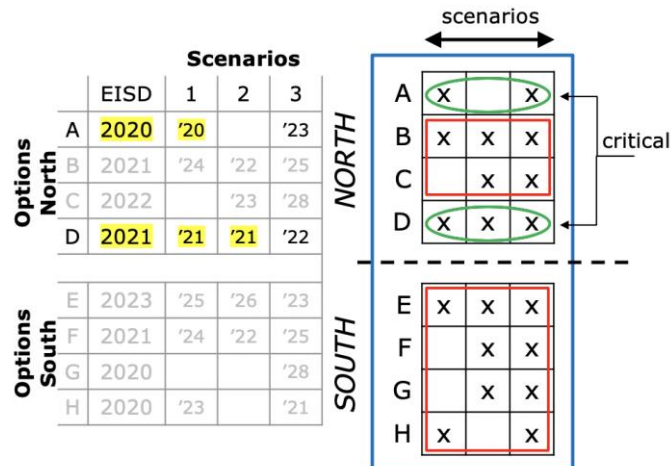 Scenarios
EISD 1 2 3
Options North
A 2020 '20 '23
B 2021 '24 '22 '25
C 2022 '23 '28
D 2021 '21 '21 '22
Options South
E 2023 '25 '26 '23
F 2021 '24 '22 '25
G 2020 '28
H 2020 '23 '21
scenarios
NORTH
A x x
B x x x
C x x
D x x x
critical
SOUTH
E x x x
F x x
G x x
H x x